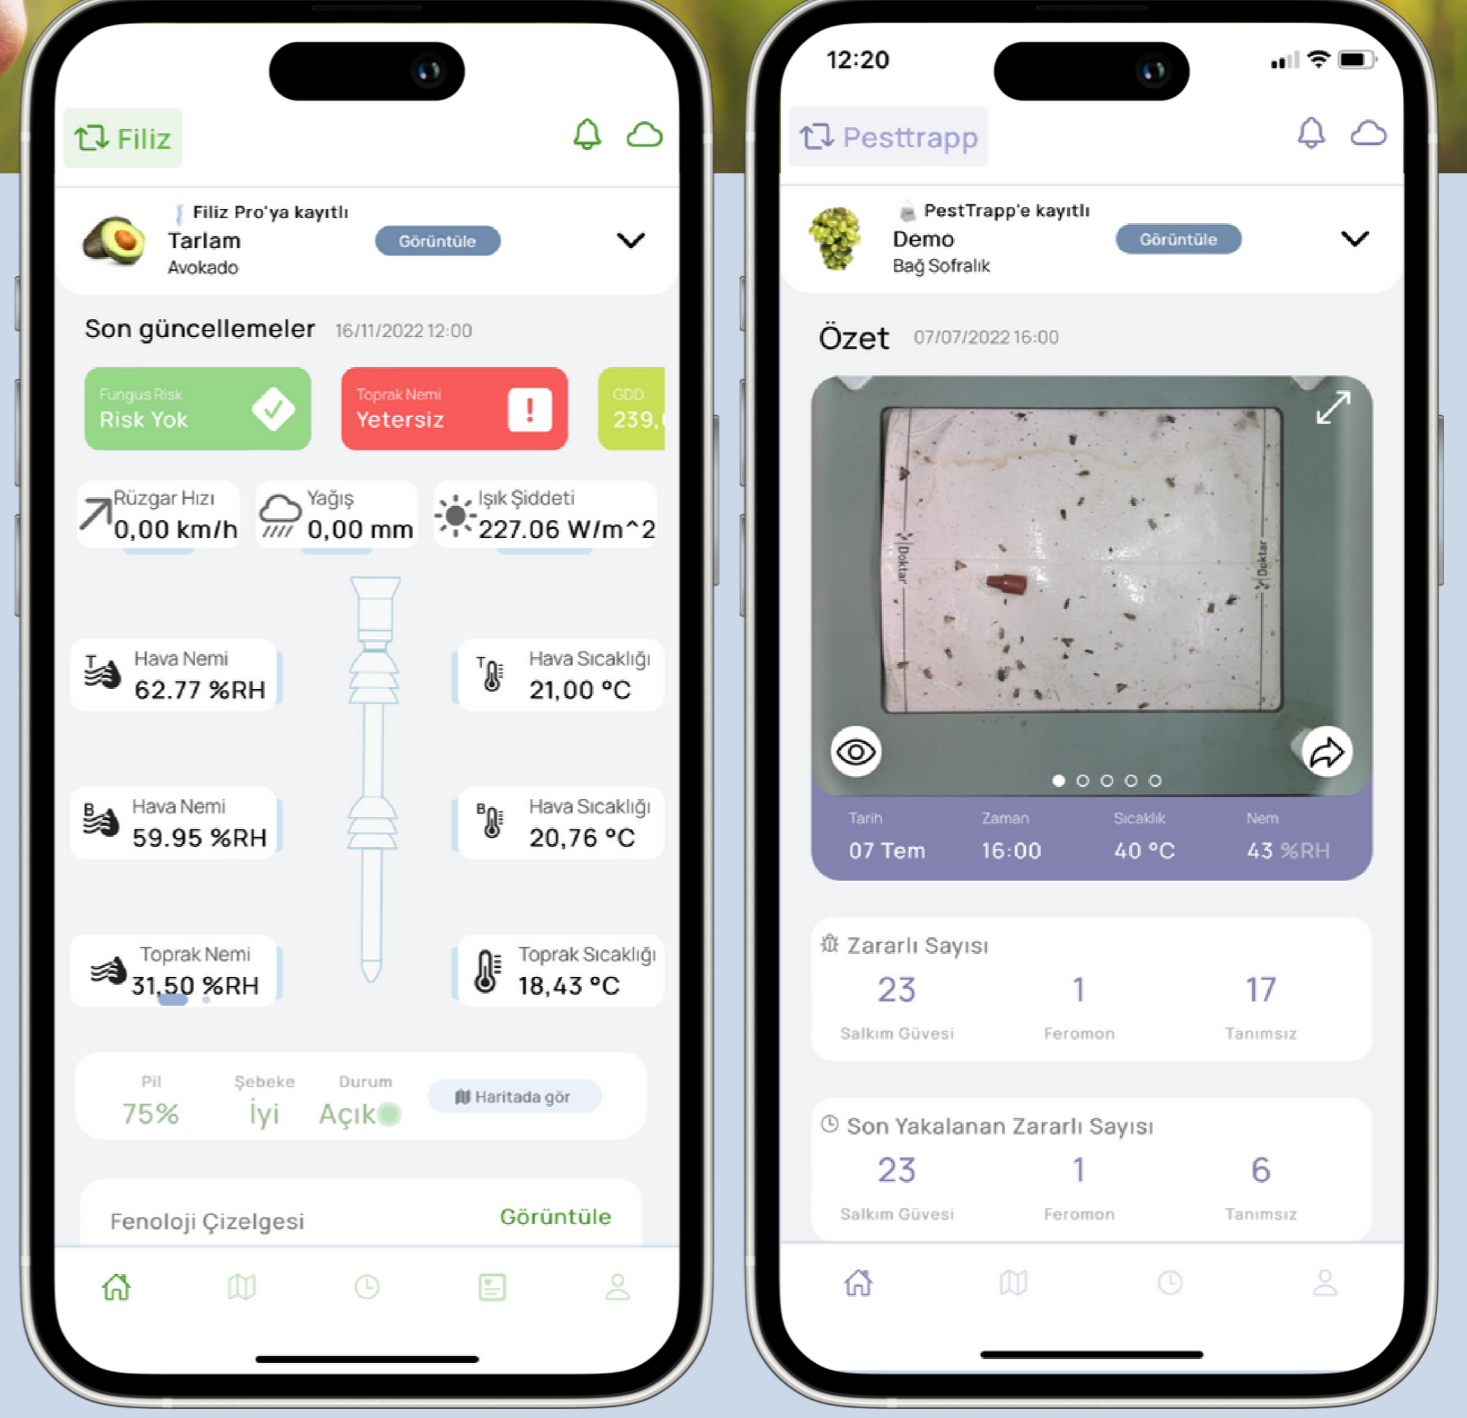 Filiz
Filiz Pro'ya kayıtlı
Tarlam
Avokado
Görüntüle
Son güncellemeler 16/11/2022 12:00
Fungus Risk
Risk Yok
Toprak Nemi
Yetersiz
!
GDD
239,
Rüzgar Hızı
0,00 km/h
Yağış
0,00 mm
Işık Şiddeti
227.06 W/m^2
T
Hava Nemi
62.77 %RH
T
Hava Sıcaklığı
21,00 °C
B
Hava Nemi
59.95 %RH
B
Hava Sıcaklığı
20,76 °C
Toprak Nemi
31,50 %RH
Toprak Sıcaklığı
18,43 °C
Pil Şebeke Durum
75% İyi Açık
Haritada gör
Fenoloji Çizelgesi Görüntüle
12:20
Pesttrapp
PestTrapp'e kayıtlı
Demo
Bağ Sofralık
Görüntüle
Özet 07/07/2022 16:00
Doktar
Doktar
Tarih Zaman Sıcaklık Nem
07 Tem 16:00 40 °C 43 %RH
Zararlı Sayısı
23 1 17
Salkım Güvesi Feromon Tanımsız
Son Yakalanan Zararlı Sayısı
23 1 6
Salkım Güvesi Feromon Tanımsız